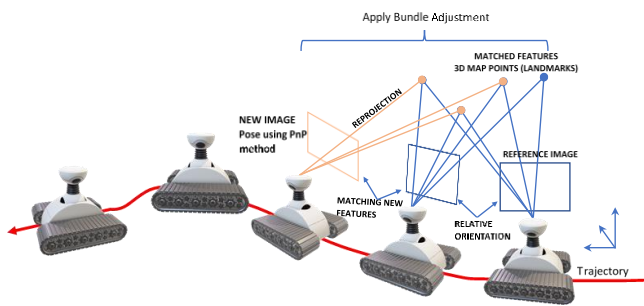 Apply Bundle Adjustment
MATCHED FEATURES
3D MAP POINTS (LANDMARKS)
NEW IMAGE
Pose using PnP
method
REPROJECTION
REFERENCE IMAGE
MATCHING NEW
FEATURES
RELATIVE
ORIENTATION
Trajectory